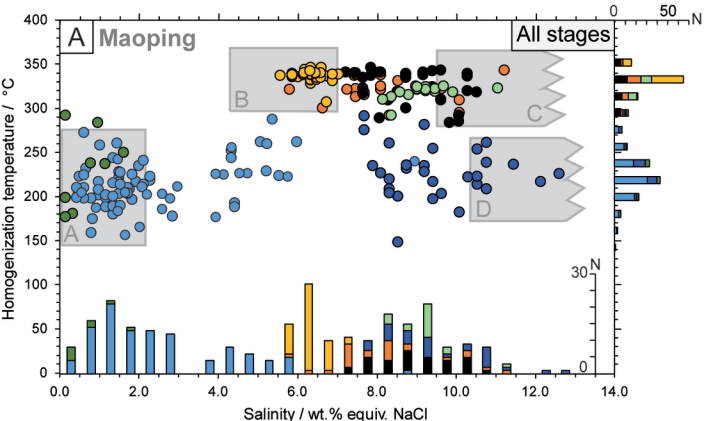 0 50 N
A Maoping All stages
400
350
300
250
200
150
100
50
0
Homogenization temperature / °C
B
C
A
D
30 N
0
0.0 2.0 4.0 6.0 8.0 10.0 12.0 14.0
Salinity / wt.% equiv. NaCl